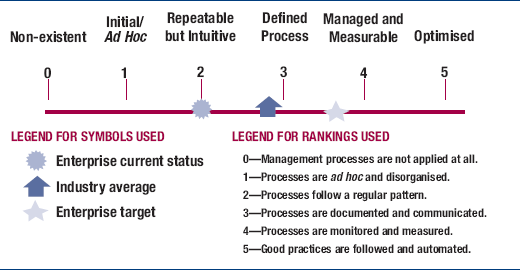 Non-existent
Initial/
Ad Hoc
Repeatable
but Intuitive
Defined
Process
Managed and
Measurable
Optimised
0 1 2 3 4 5
LEGEND FOR SYMBOLS USED
Enterprise current status
Industry average
Enterprise target
LEGEND FOR RANKINGS USED
0—Management processes are not applied at all.
1—Processes are ad hoc and disorganised.
2—Processes follow a regular pattern.
3—Processes are documented and communicated.
4—Processes are monitored and measured.
5—Good practices are followed and automated.